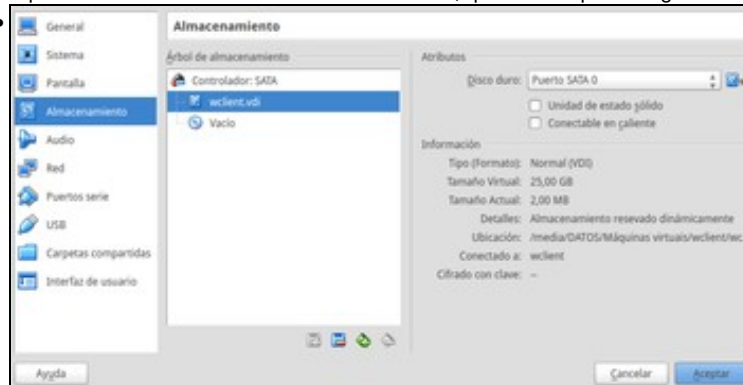 General
Sistema
Pantalla
Almacenamiento
Audio
Red
Puertos serie
USB
Carpetas compartidas
Interfaz de usuario
Almacenamiento
Árbol de almacenamiento
Controlador: SATA
wclient.vdi
Vacío
Atributos
Disco duro: Puerto SATA 0
Unidad de estado sólido
Conectable en caliente
Información
Tipo (Formato): Normal (VDI)
Tamaño Virtual: 25,00 GB
Tamaño Actual: 2,00 MB
Detalles: Almacenamiento resevado dinámicamente
Ubicación: /media/DATOS/Máquinas virtuais/wclient/wc
Conectado a: wclient
Cifrado con clave: --
Ayuda
Cancelar
Aceptar